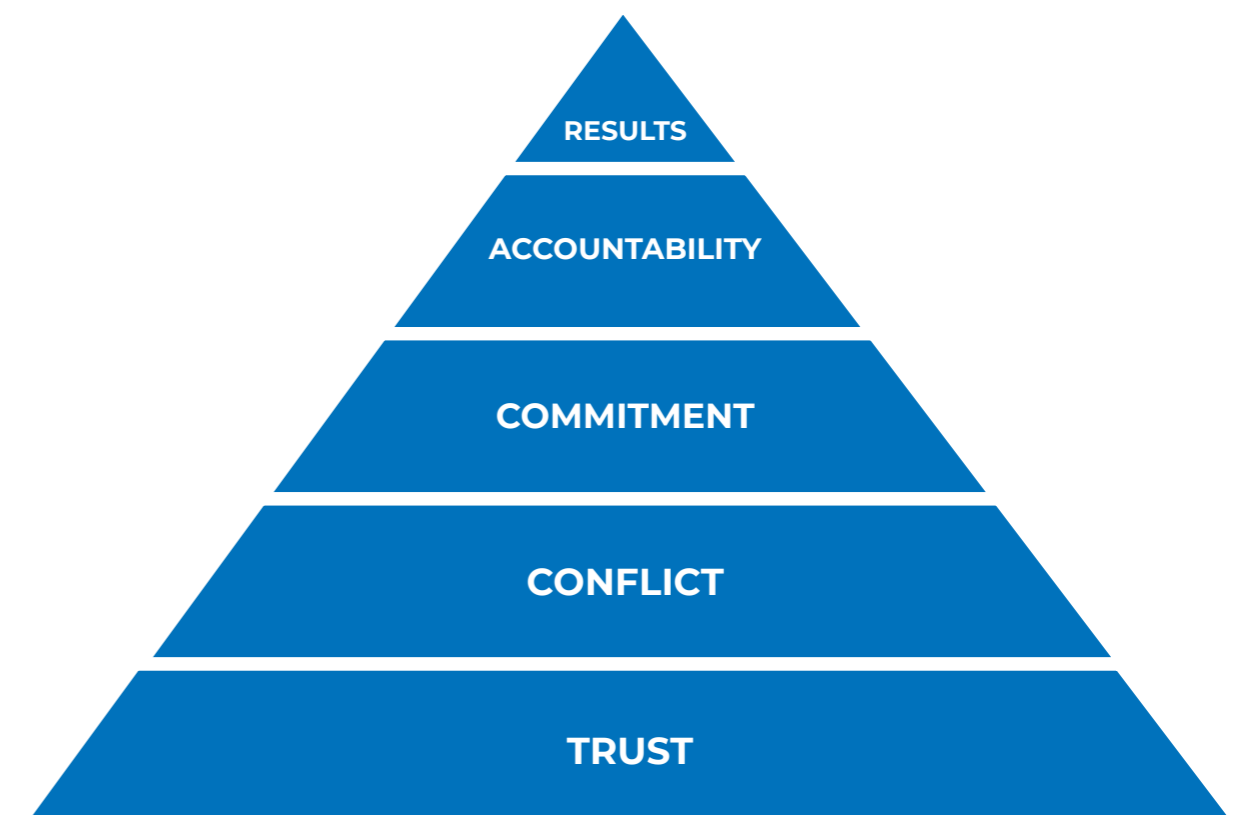 RESULTS
ACCOUNTABILITY
COMMITMENT
CONFLICT
TRUST